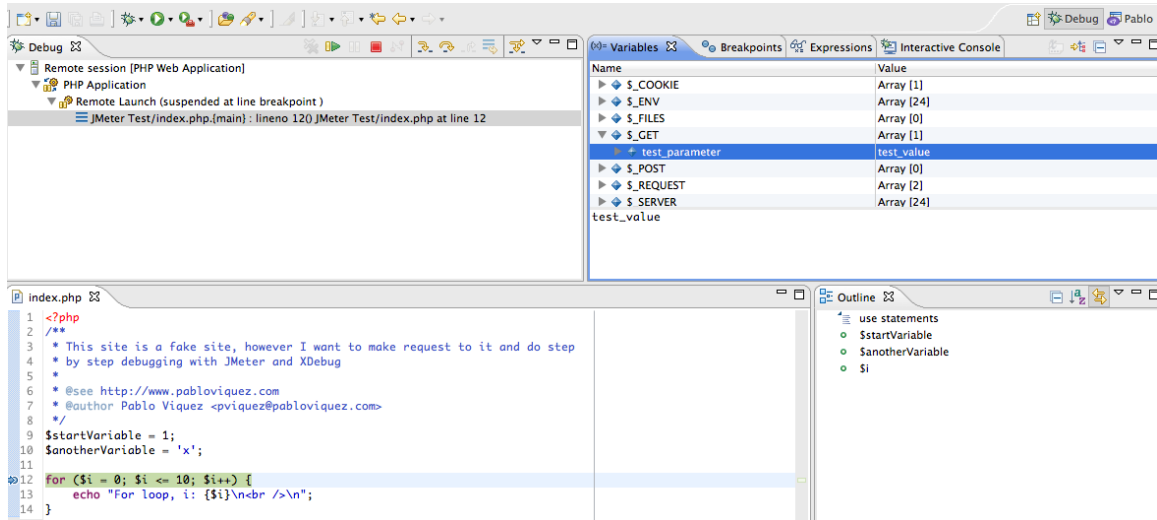 Debug Pablo
Debug
Remote session [PHP Web Application]
PHP Application
Remote Launch (suspended at line breakpoint )
JMeter Test/index.php.{main} : lineno 12() JMeter Test/index.php at line 12
(x)= Variables Breakpoints Expressions Interactive Console
Name Value
$_COOKIE Array [1]
$_ENV Array [24]
$_FILES Array [0]
$_GET Array [1]
test_parameter test_value
$_POST Array [0]
$_REQUEST Array [2]
$_SERVER Array [24]
test_value
index.php
1 <?php
2 /**
3 * This site is a fake site, however I want to make request to it and do step
4 * by step debugging with JMeter and XDebug
5 *
6 * @see http://www.pabloviquez.com
7 * @author Pablo Viquez <pviquez@pabloviquez.com>
8 */
9 $startVariable = 1;
10 $anotherVariable = 'x';
11
12 for ($i = 0; $i <= 10; $i++) {
13 echo "For loop, i: {$i}\n<br />\n";
14 }
Outline
use statements
$startVariable
$anotherVariable
$i